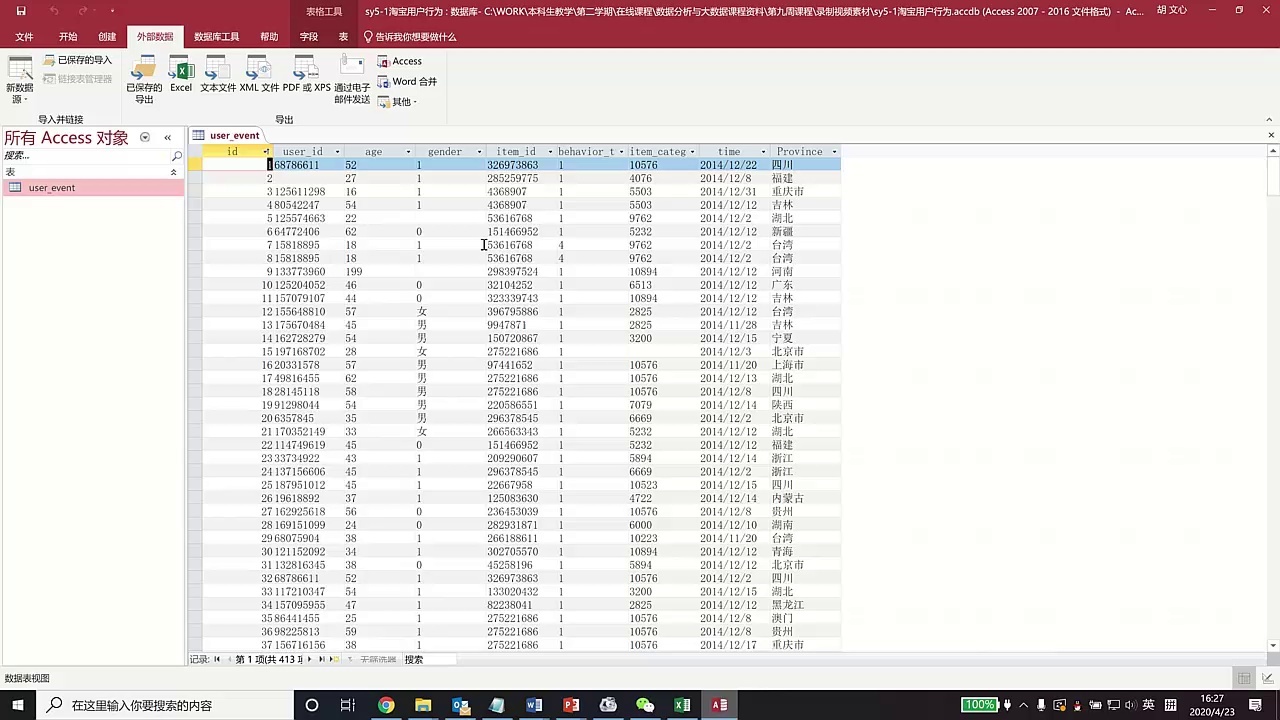 表格工具
sy5-1淘宝用户行为 : 数据库- C:\WORK\本科生教学\第二学期\在线课程\数据分析与大数据课程资料\第九周课程\录制视频素材\sy5-1淘宝用户行为.accdb (Access 2007 - 2016 文件格式) - Ac...
胡 文心
文件 开始 创建 外部数据 数据库工具 帮助 字段 表 告诉我你想要做什么
新数据源
已保存的导入
链接表管理器
导入并链接
已保存的导出
Excel
文本文件
XML 文件
PDF 或 XPS
通过电子邮件发送
Access
Word 合并
其他
导出
所有 Access 对象
搜索...
表
user_event
user_event
id user_id age gender item_id behavior_t item_categ time Province
1 68786611 52 1 326973863 1 10576 2014/12/22 四川
2 27 1 285259775 1 4076 2014/12/8 福建
3 125611298 16 1 4368907 1 5503 2014/12/31 重庆市
4 80542247 54 1 4368907 1 5503 2014/12/12 吉林
5 125574663 22 53616768 1 9762 2014/12/2 湖北
6 64772406 62 0 151466952 1 5232 2014/12/12 新疆
7 15818895 18 1 53616768 4 9762 2014/12/2 台湾
8 15818895 18 1 53616768 4 9762 2014/12/2 台湾
9 133773960 199 298397524 1 10894 2014/12/12 河南
10 125204052 46 0 32104252 1 6513 2014/12/12 广东
11 157079107 44 0 323339743 1 10894 2014/12/12 吉林
12 155648810 57 女 396795886 1 2825 2014/12/12 台湾
13 175670484 45 男 9947871 1 2825 2014/11/28 吉林
14 162728279 54 男 150720867 1 3200 2014/12/15 宁夏
15 197168702 28 女 275221686 1 2014/12/3 北京市
16 20331578 57 男 97441652 1 10576 2014/11/20 上海市
17 49816455 62 男 275221686 1 10576 2014/12/13 湖北
18 28145118 58 男 275221686 1 10576 2014/12/8 四川
19 91298044 54 男 220586551 1 7079 2014/12/14 陕西
20 6357845 35 男 296378545 1 6669 2014/12/2 北京市
21 170352149 33 女 266563343 1 5232 2014/12/12 湖北
22 114749619 45 0 151466952 1 5232 2014/12/12 福建
23 33734922 43 1 209290607 1 5894 2014/12/14 浙江
24 137156606 45 1 296378545 1 6669 2014/12/2 浙江
25 187951012 45 1 22667958 1 10523 2014/12/15 四川
26 19618892 37 1 125083630 1 4722 2014/12/14 内蒙古
27 162925618 56 0 236453039 1 10576 2014/12/8 贵州
28 169151099 24 0 282931871 1 6000 2014/12/10 湖南
29 68075904 38 1 266188611 1 10223 2014/11/20 台湾
30 121152092 34 1 302705570 1 10894 2014/12/12 青海
31 132816345 38 0 45258196 1 5894 2014/12/12 北京市
32 68786611 52 1 326973863 1 10576 2014/12/2 四川
33 117210347 54 1 133020432 1 3200 2014/12/15 湖北
34 157095955 47 1 82238041 1 2825 2014/12/12 黑龙江
35 86441455 25 1 275221686 1 10576 2014/12/8 澳门
36 98225813 59 1 275221686 1 10576 2014/12/8 贵州
37 156716156 38 1 275221686 1 10576 2014/12/17 重庆市
记录: 第 1 项(共 413 项 无筛选器 搜索
数据表视图
在这里输入你要搜索的内容
100%
英
拼
16:27
2020/4/23